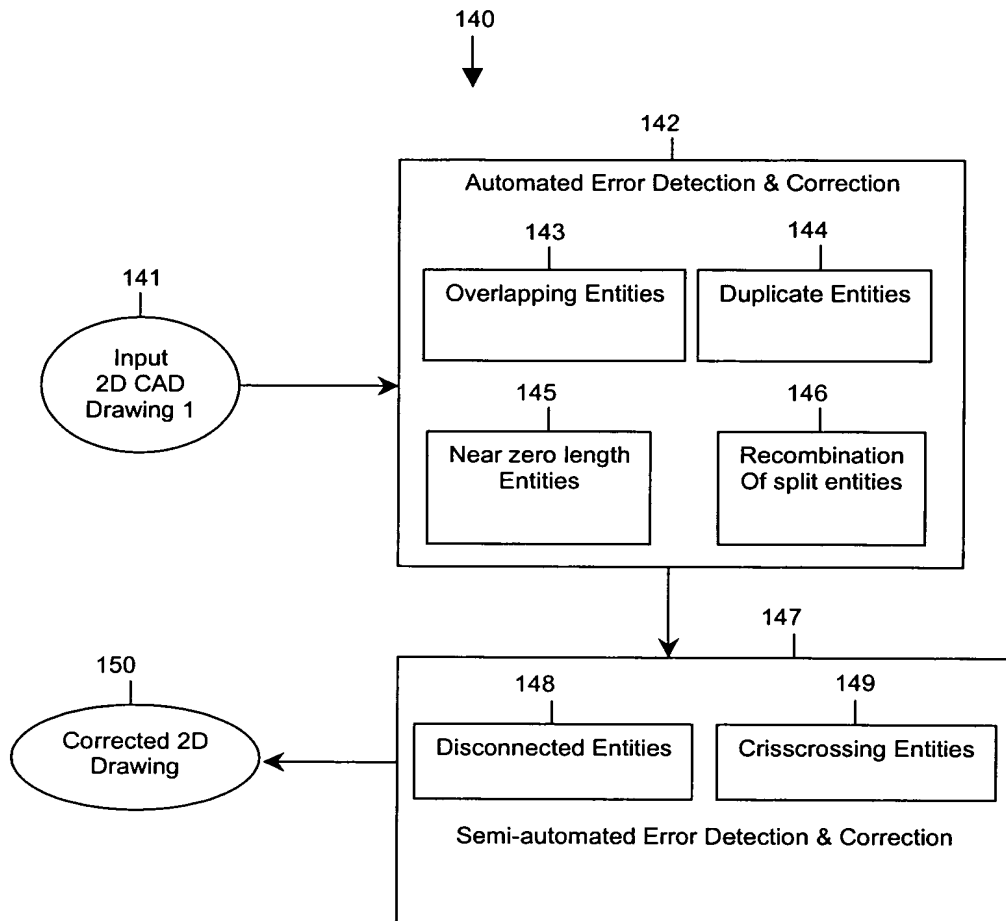 140
142
Automated Error Detection & Correction
143
144
Overlapping Entities
Duplicate Entities
141
Input
2D CAD
Drawing 1
145
146
Near zero length
Entities
Recombination
Of split entities
147
150
148
149
Corrected 2D
Drawing
Disconnected Entities
Crisscrossing Entities
Semi-automated Error Detection & Correction